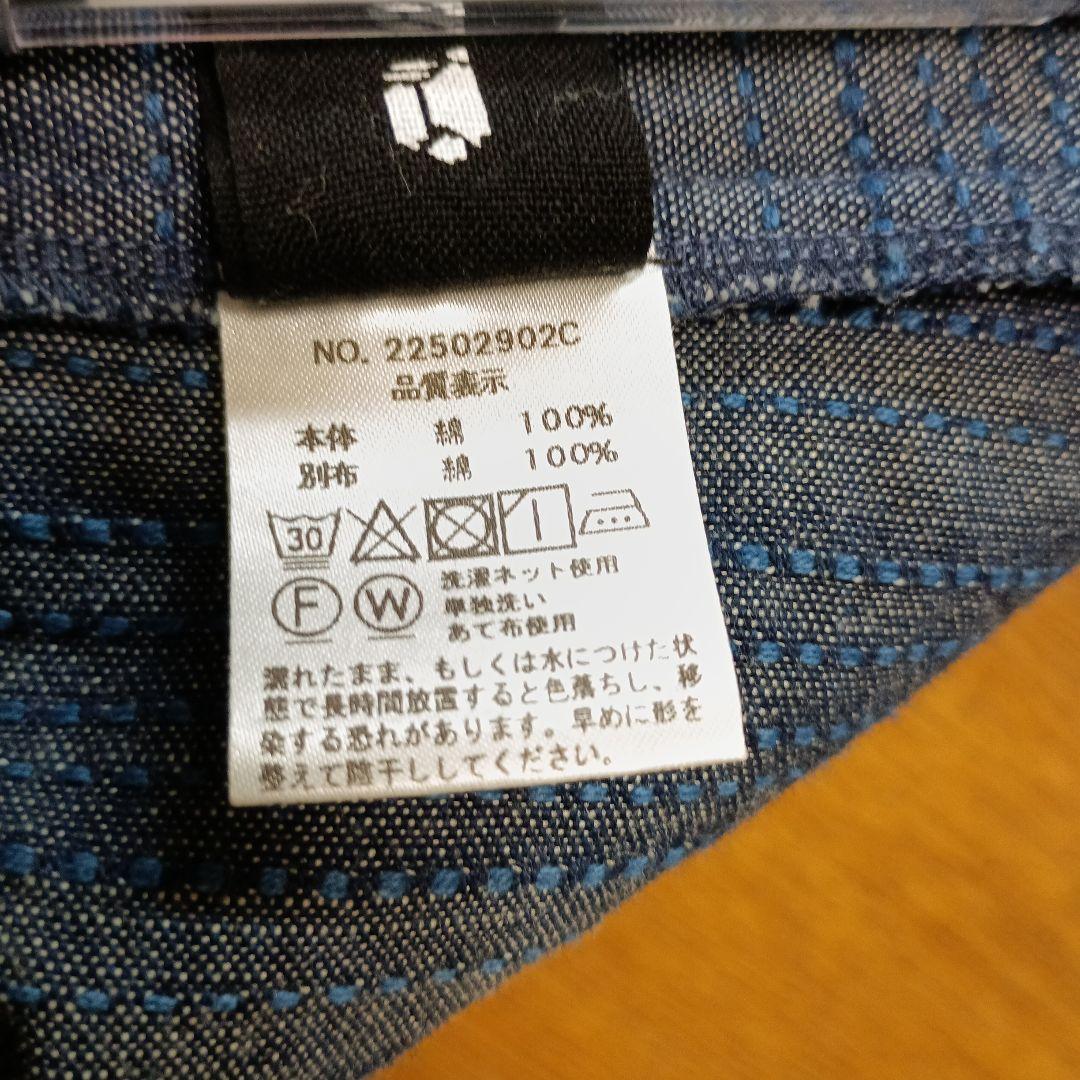 NO. 22502902C
品質表示
本体 綿 100%
別布 綿 100%
30
F W 洗濯ネット使用
単独洗い
あて布使用
濡れたまま、もしくは水につけた状
態で長時間放置すると色落ちし、移
染する恐れがあります。早めに形を
整えて陰干ししてください。